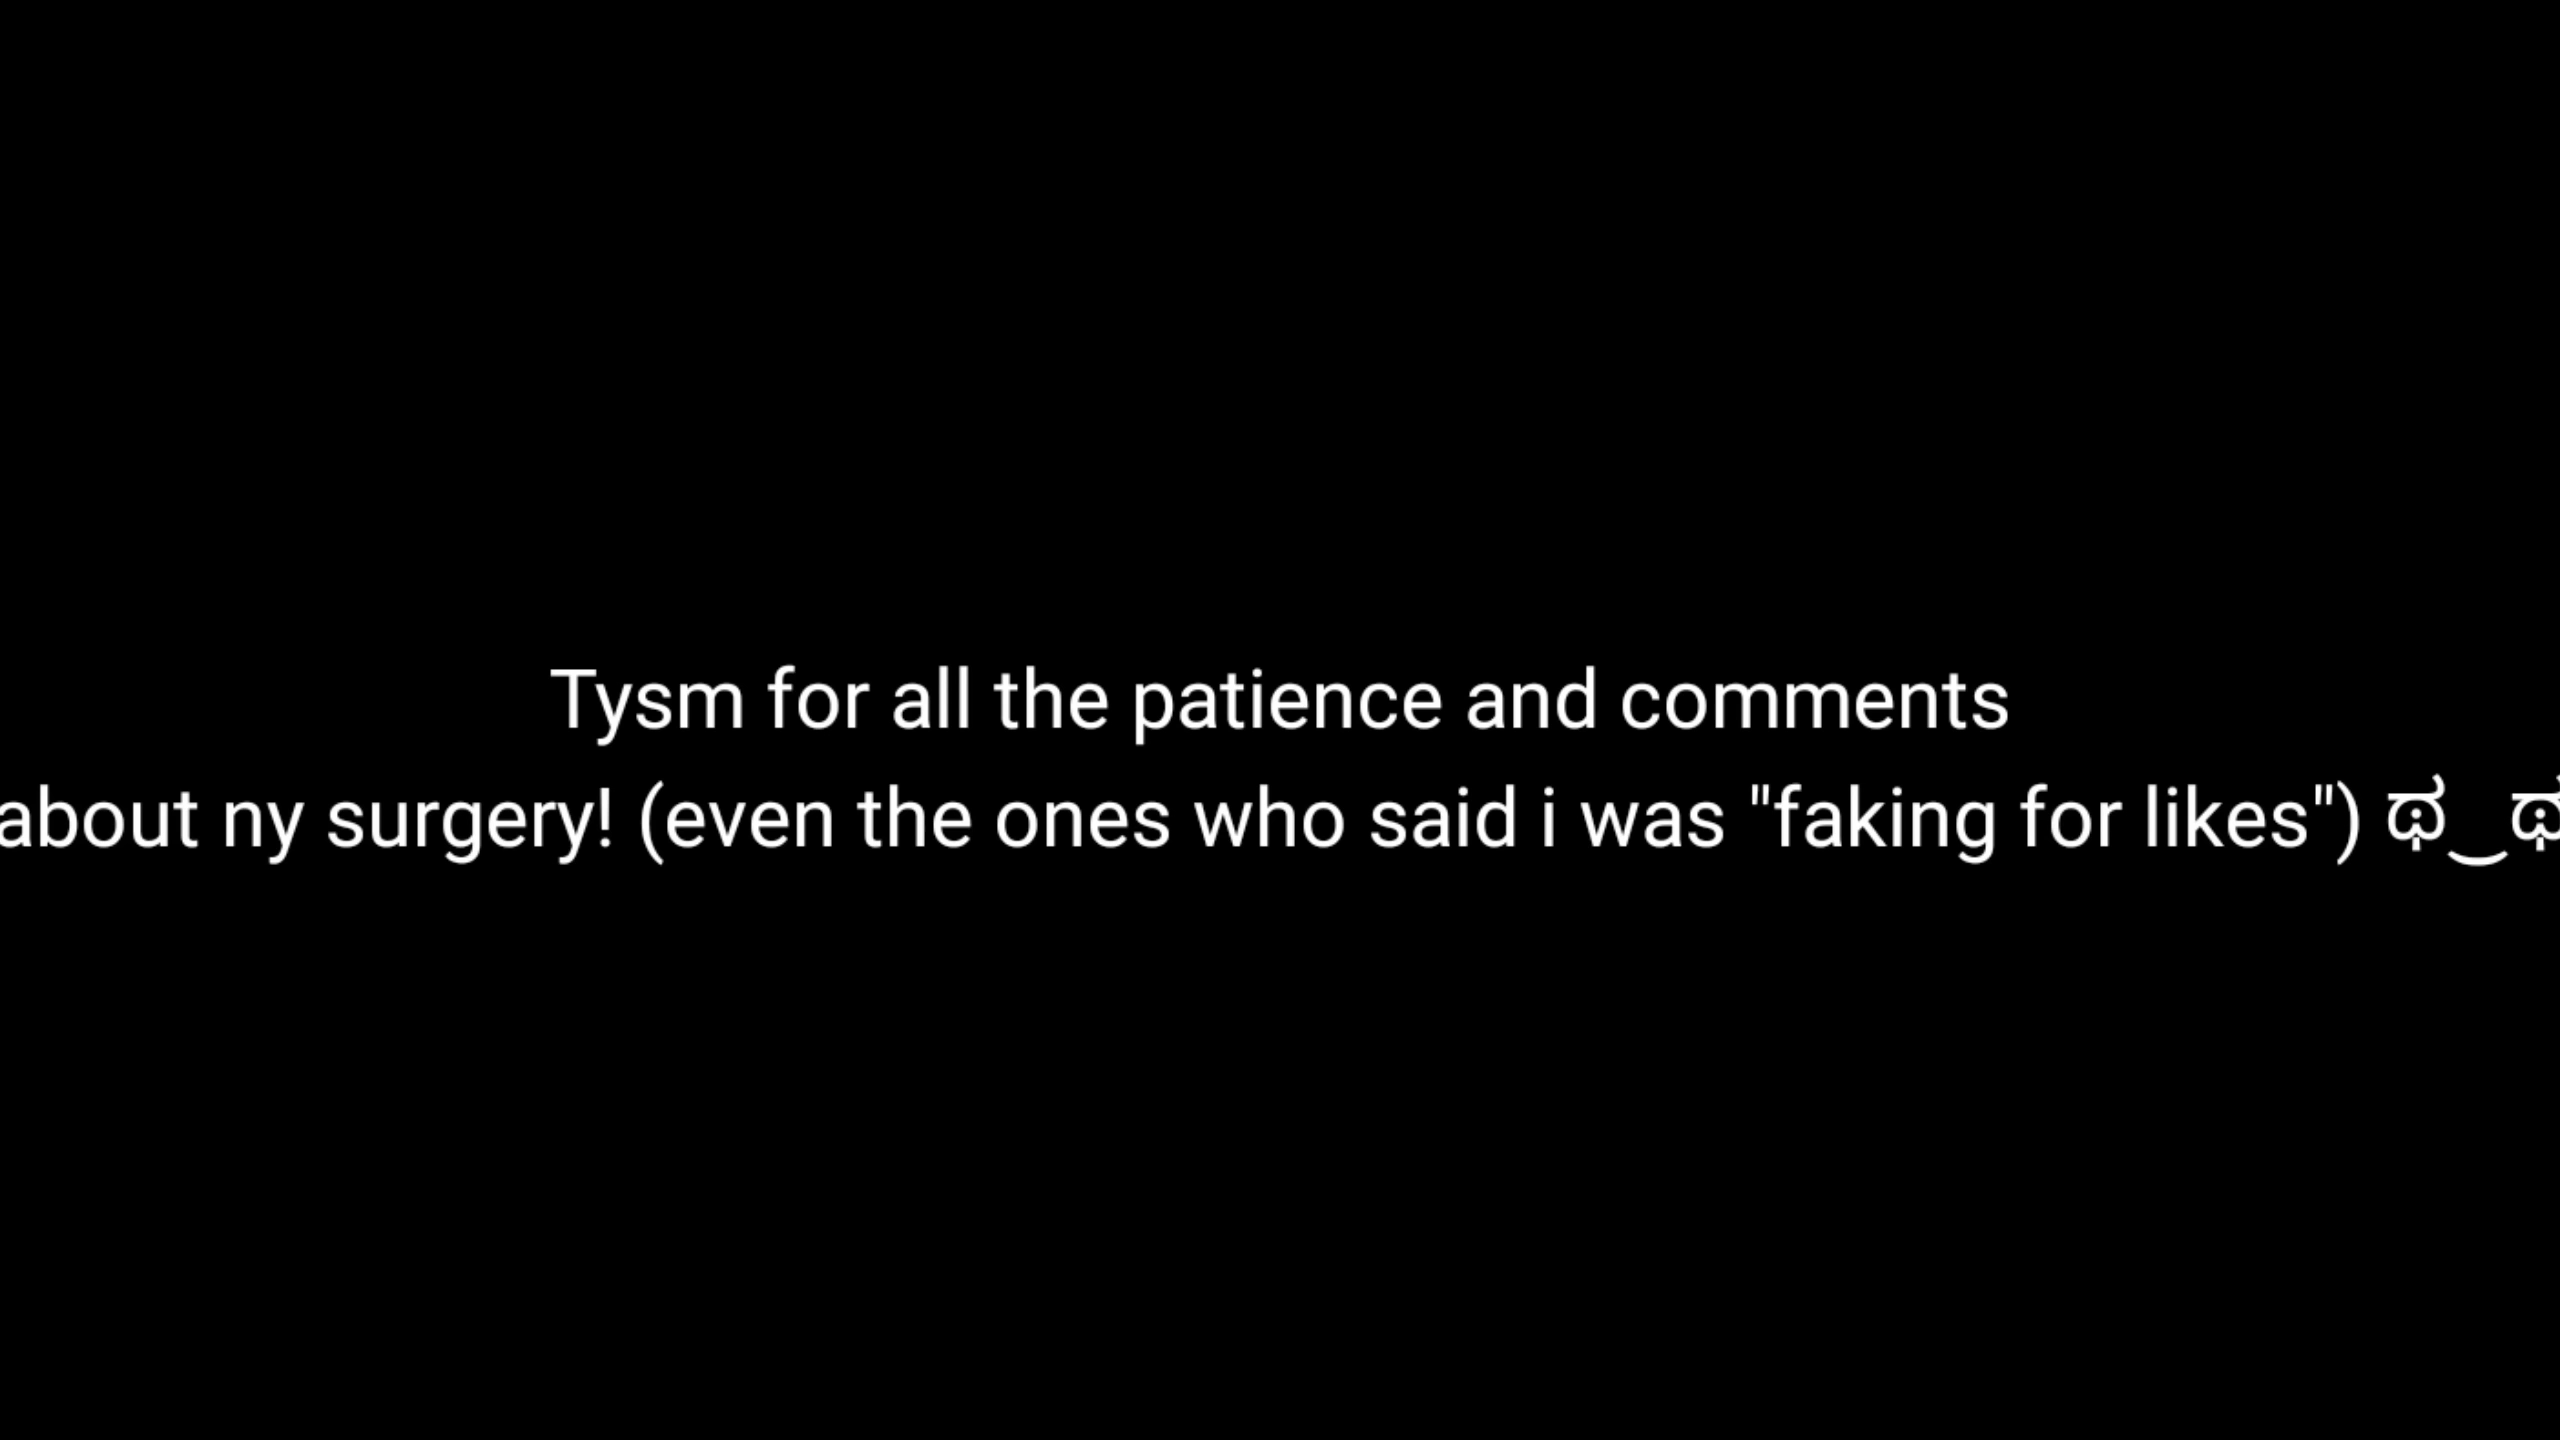 Tysm for all the patience and comments
about ny surgery! (even the ones who said i was "faking for likes") ಥ‿ಥ